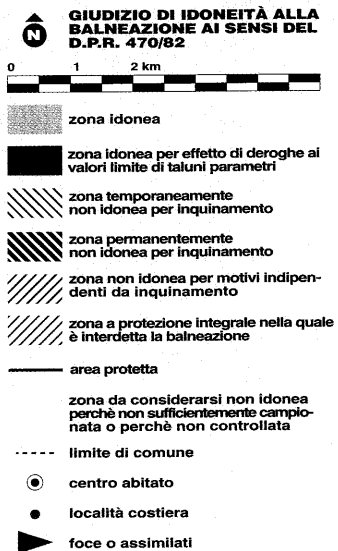 GIUDIZIO DI IDONEITÀ ALLA
BALNEAZIONE AI SENSI DEL
D.P.R. 470/82
N
0 1 2 km
zona idonea
zona idonea per effetto di deroghe ai
valori limite di taluni parametri
zona temporaneamente
non idonea per inquinamento
zona permanentemente
non idonea per inquinamento
zona non idonea per motivi indipen-
denti da inquinamento
zona a protezione integrale nella quale
è interdetta la balneazione
area protetta
zona da considerarsi non idonea
perchè non sufficientemente campio-
nata o perchè non controllata
limite di comune
centro abitato
località costiera
foce o assimilati